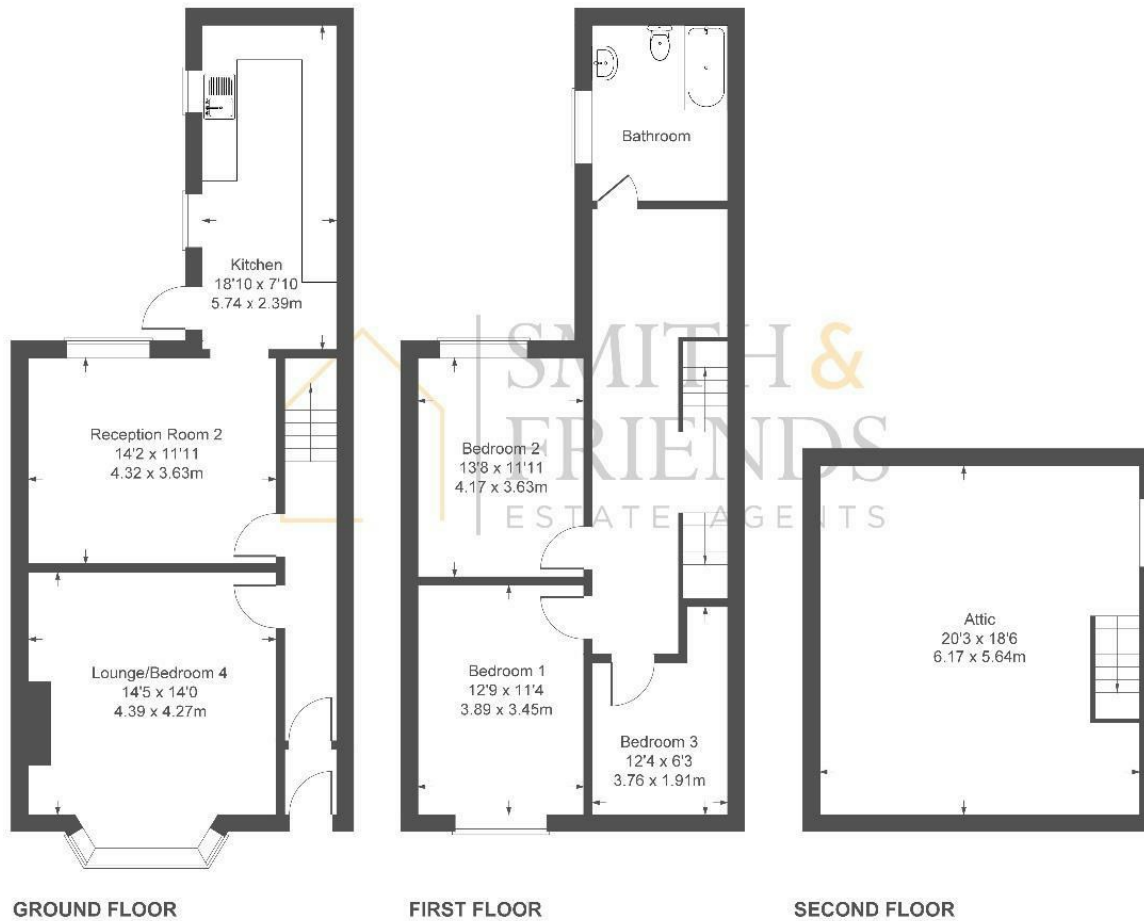 Bathroom
Kitchen
18'10 x 7'10
5.74 x 2.39m
SMITH &
FRIENDS
ESTATE AGENTS
Reception Room 2
14'2 x 11'11
4.32 x 3.63m
Bedroom 2
13'8 x 11'11
4.17 x 3.63m
Lounge/Bedroom 4
14'5 x 14'0
4.39 x 4.27m
Bedroom 1
12'9 x 11'4
3.89 x 3.45m
Bedroom 3
12'4 x 6'3
3.76 x 1.91m
Attic
20'3 x 18'6
6.17 x 5.64m
GROUND FLOOR
FIRST FLOOR
SECOND FLOOR